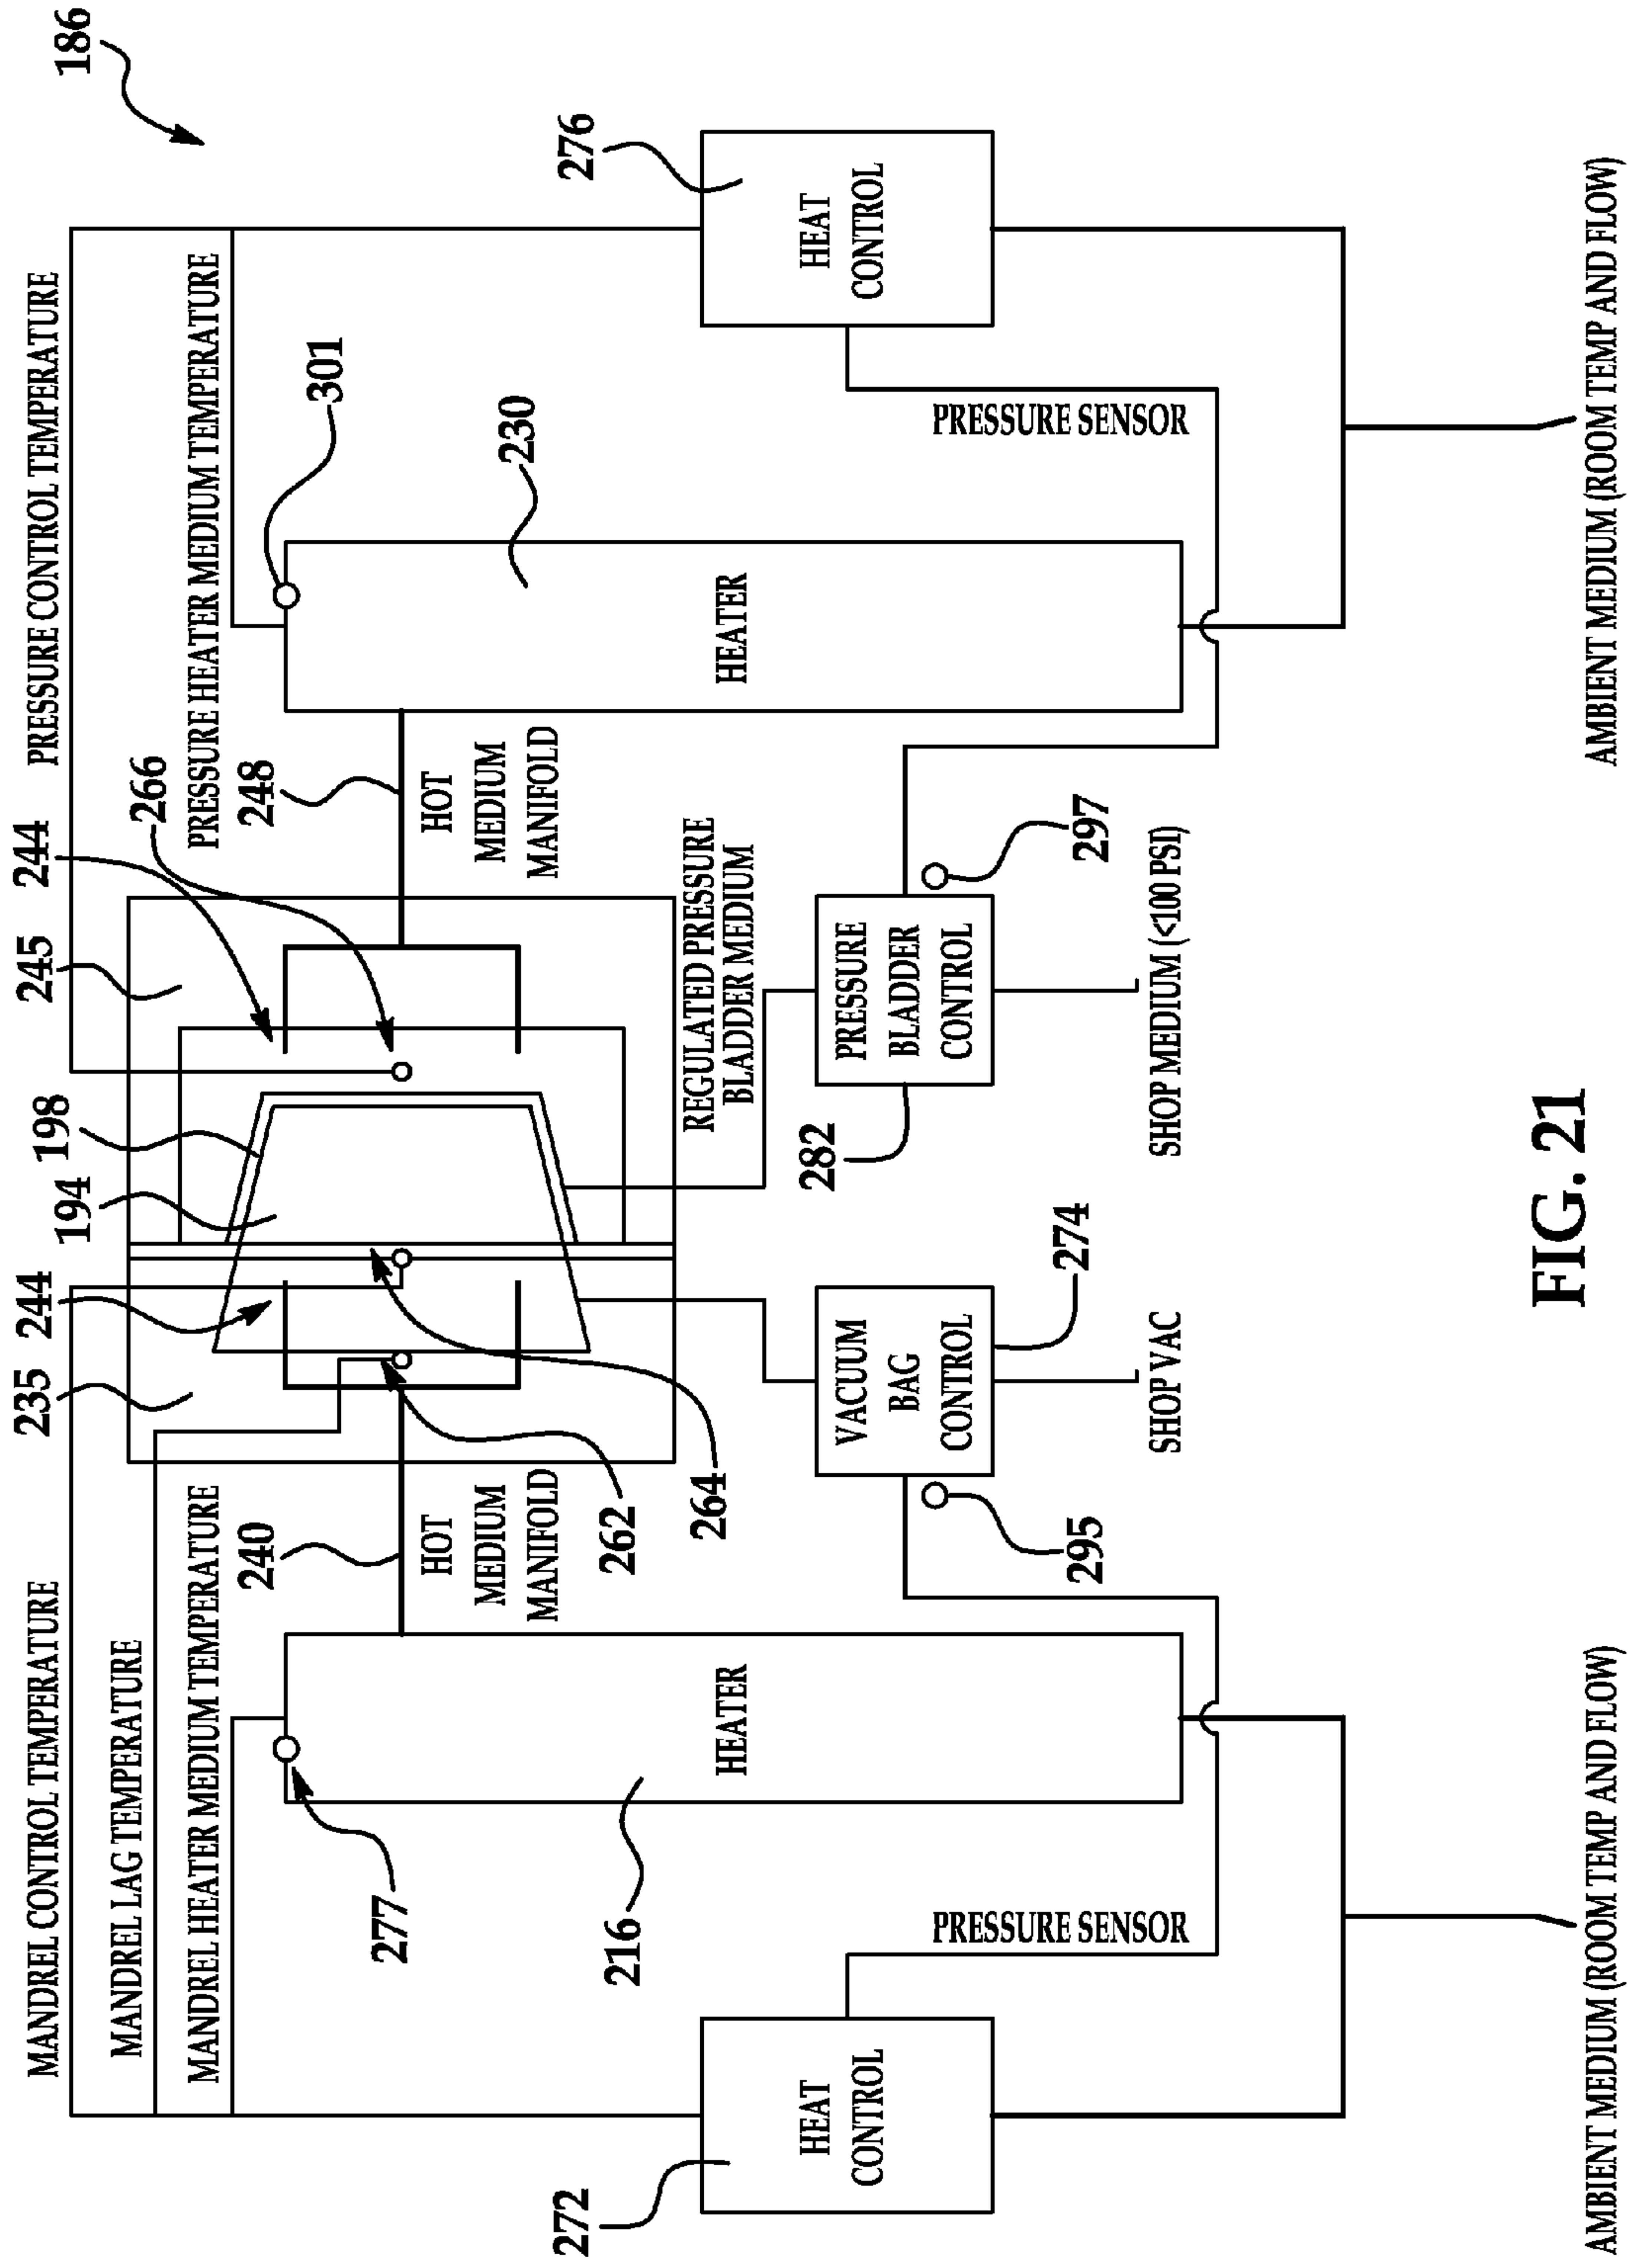 186
MANDREL CONTROL TEMPERATURE
PRESSURE CONTROL TEMPERATURE
235
244
194
198
245
244
266
MANDREL LAG TEMPERATURE
MANDREL HEATER MEDIUM TEMPERATURE
PRESSURE HEATER MEDIUM TEMPERATURE
240
248
301
277
HOT
MEDIUM
MANIFOLD
HOT
MEDIUM
MANIFOLD
216
262
264
230
276
272
REGULATED PRESSURE
BLADDER MEDIUM
HEAT
CONTROL
HEATER
HEATER
HEAT
CONTROL
VACUUM
BAG
CONTROL
PRESSURE
BLADDER
CONTROL
282
274
295
297
PRESSURE SENSOR
PRESSURE SENSOR
SHOP VAC
SHOP MEDIUM (<100 PSI)
AMBIENT MEDIUM (ROOM TEMP AND FLOW)
AMBIENT MEDIUM (ROOM TEMP AND FLOW)
FIG. 21